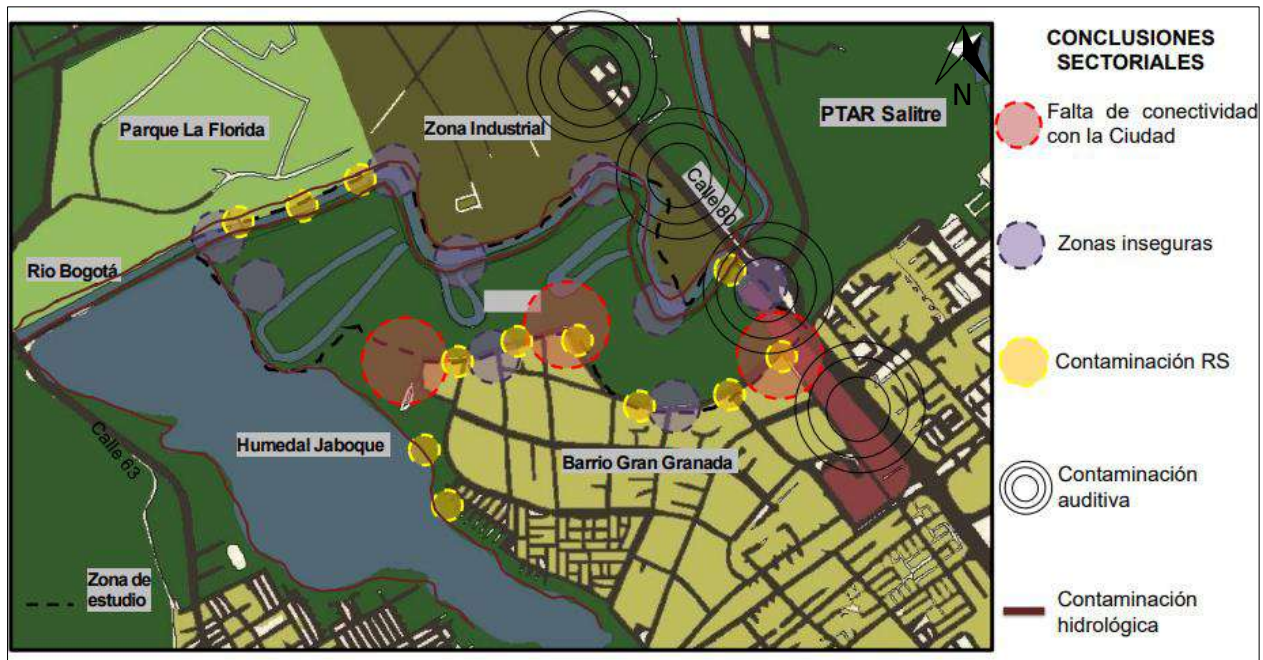 CONCLUSIONES
SECTORIALES
N
Parque La Florida
Zona Industrial
PTAR Salitre
Calle 80
Rio Bogotá
Humedal Jaboque
Barrio Gran Granada
Calle 63
Zona de
estudio
Falta de conectividad
con la Ciudad
Zonas inseguras
Contaminación RS
Contaminación
auditiva
Contaminación
hidrológica